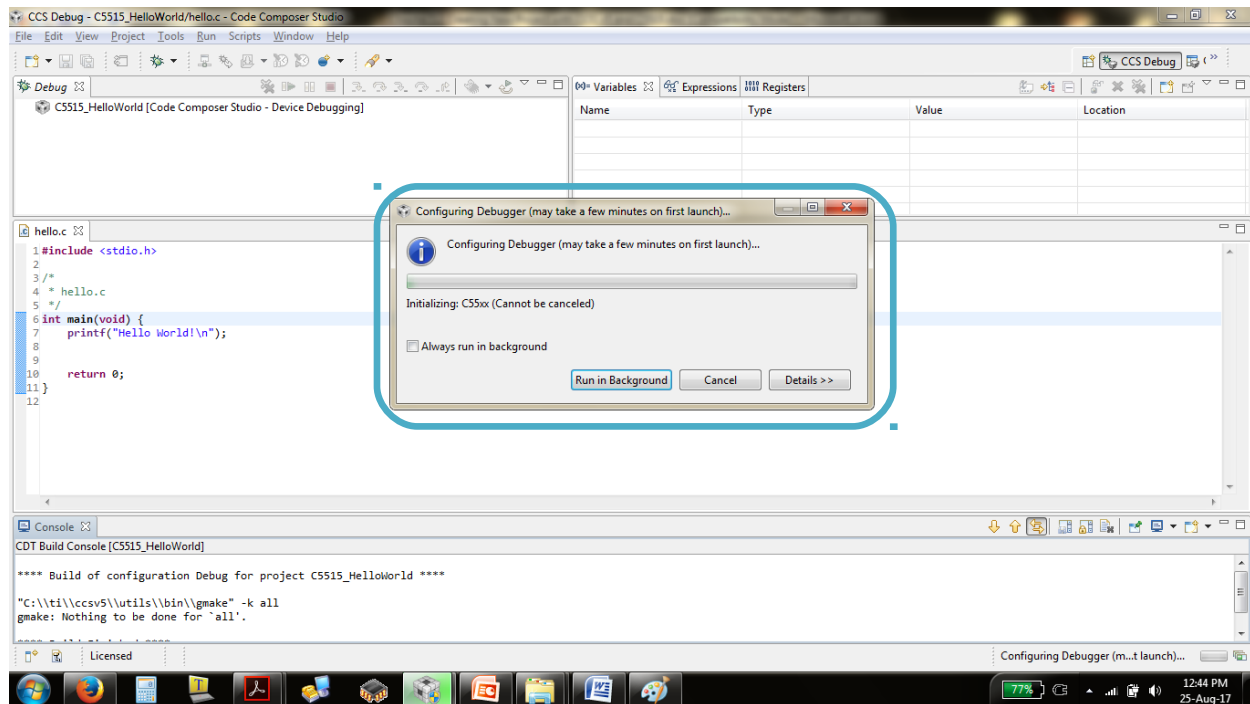 CCS Debug - C5515_HelloWorld/hello.c - Code Composer Studio
File Edit View Project Tools Run Scripts Window Help
CCS Debug
Debug
(x)= Variables Expressions 1010 Registers
C5515_HelloWorld [Code Composer Studio - Device Debugging]
Name Type Value Location
Configuring Debugger (may take a few minutes on first launch)...
Configuring Debugger (may take a few minutes on first launch)...
Initializing: C55xx (Cannot be canceled)
Always run in background
Run in Background Cancel Details >>
hello.c
1 #include <stdio.h>
2
3 /*
4 * hello.c
5 */
6 int main(void) {
7 printf("Hello World!\n");
8
9
10 return 0;
11 }
12
Console
CDT Build Console [C5515_HelloWorld]
**** Build of configuration Debug for project C5515_HelloWorld ****
"C:\\ti\\ccsv5\\utils\\bin\\gmake" -k all
gmake: Nothing to be done for `all'.
Licensed
Configuring Debugger (m...t launch)...
77%
12:44 PM
25-Aug-17